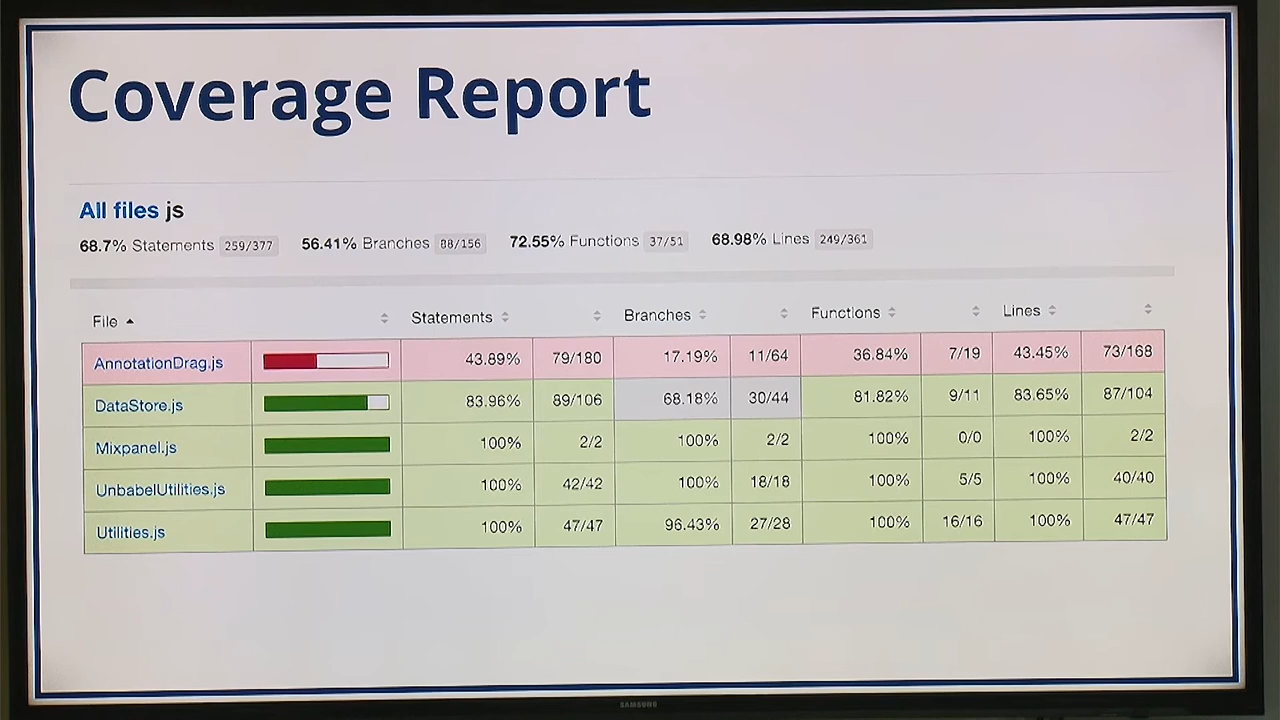 Coverage Report
All files js
68.7% Statements 259/377 56.41% Branches 88/156 72.55% Functions 37/51 68.98% Lines 249/361
File Statements Branches Functions Lines
AnnotationDrag.js 43.89% 79/180 17.19% 11/64 36.84% 7/19 43.45% 73/168
DataStore.js 83.96% 89/106 68.18% 30/44 81.82% 9/11 83.65% 87/104
Mixpanel.js 100% 2/2 100% 2/2 100% 0/0 100% 2/2
UnbabelUtilities.js 100% 42/42 100% 18/18 100% 5/5 100% 40/40
Utilities.js 100% 47/47 96.43% 27/28 100% 16/16 100% 47/47
SAMSUNG